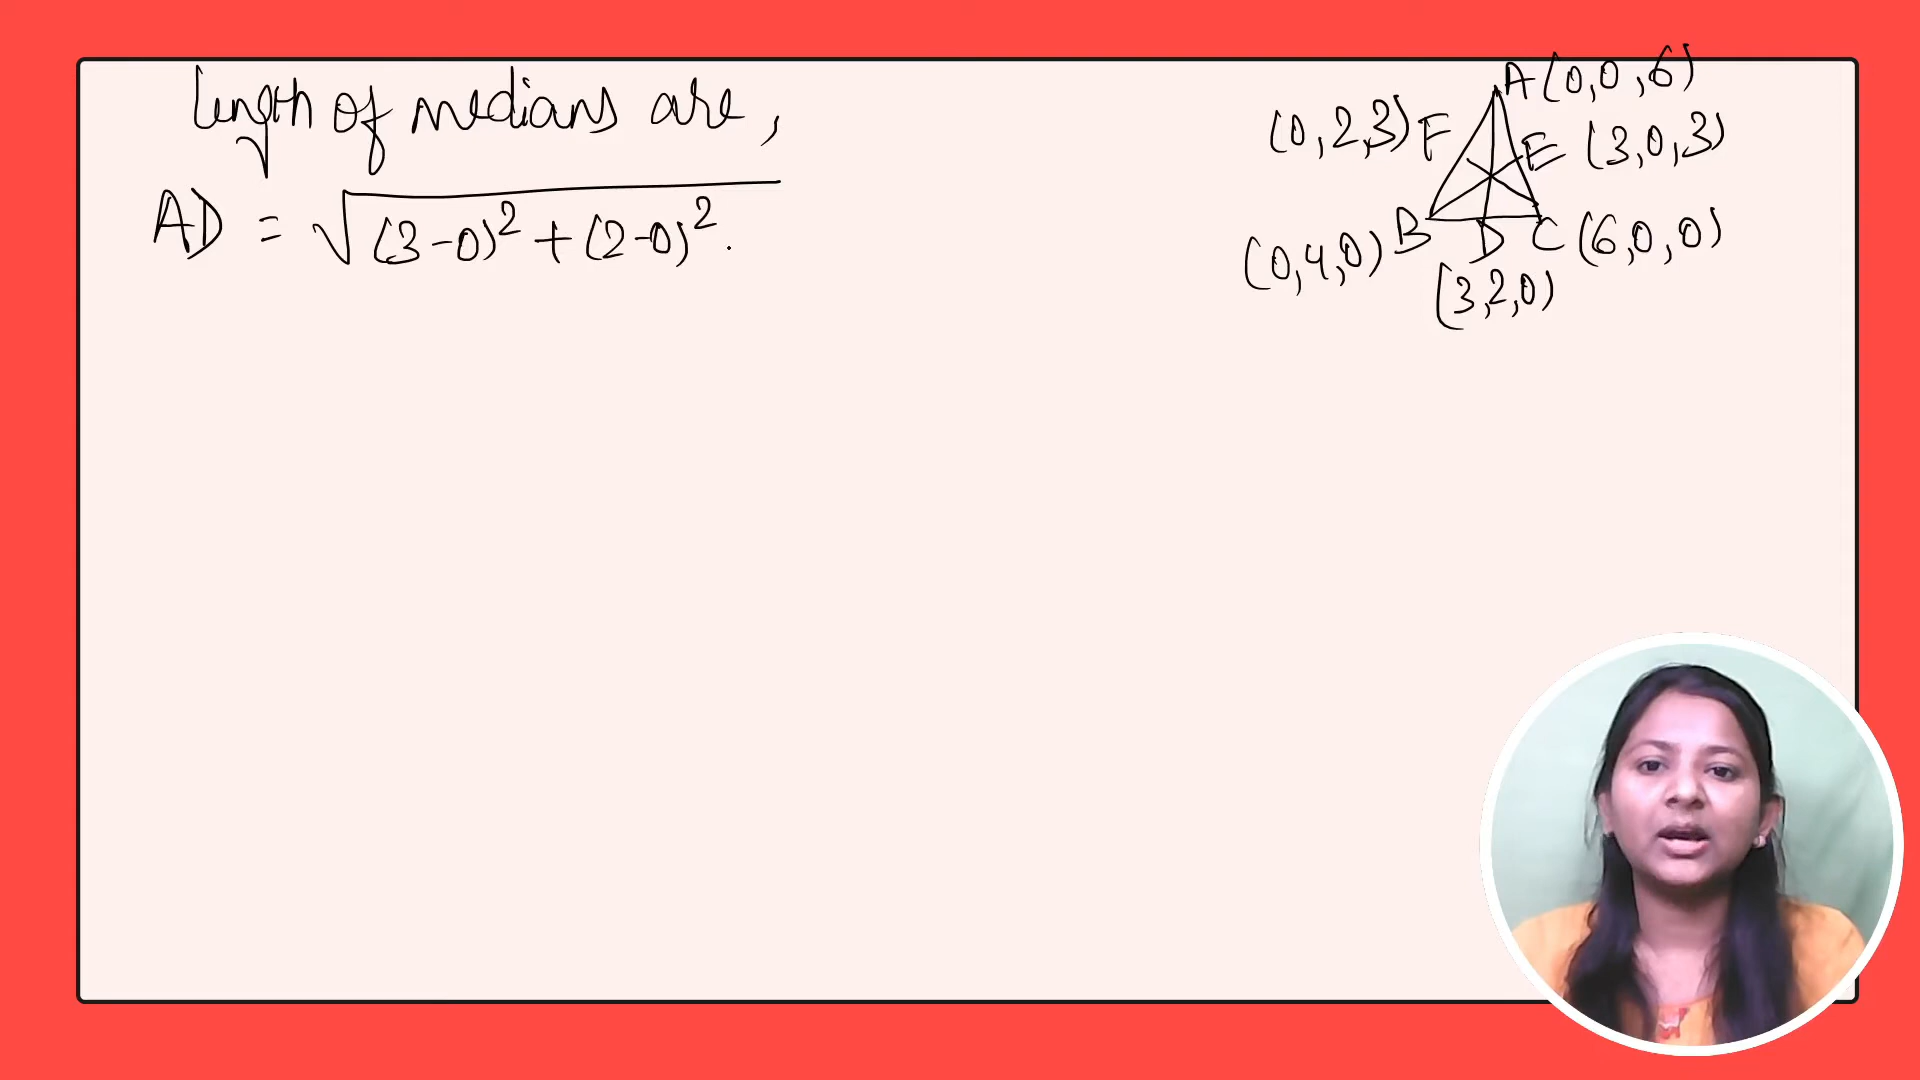 length of medians are,
AD = √(3-0)² + (2-0)².
A (0,0,6)
(0,2,3) F
E (3,0,3)
(0,4,0) B
D
C (6,0,0)
(3,2,0)